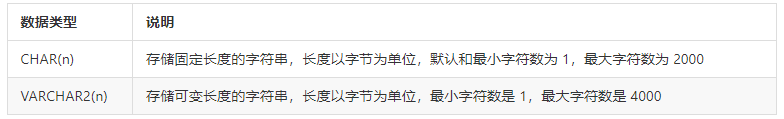 数据类型 说明
CHAR(n) 存储固定长度的字符串，长度以字节为单位，默认和最小字符数为 1，最大字符数为 2000
VARCHAR2(n) 存储可变长度的字符串，长度以字节为单位，最小字符数是 1，最大字符数是 4000